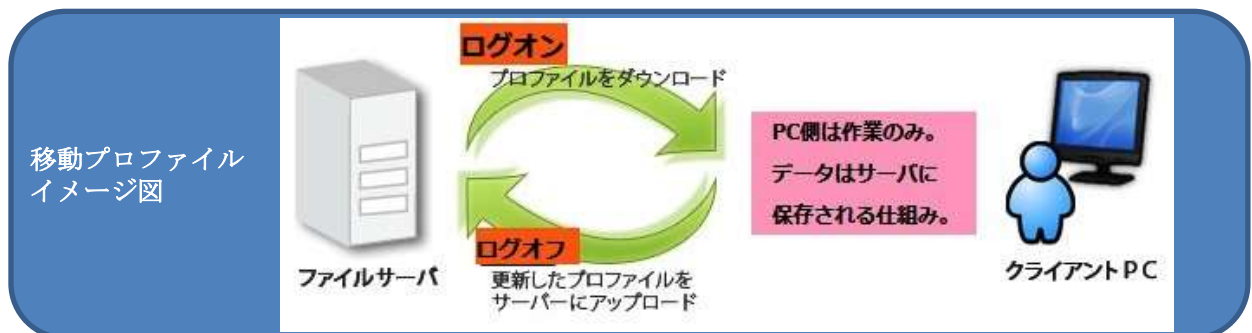 移動プロファイル
イメージ図
ログオン
プロファイルをダウンロード
PC側は作業のみ。
データはサーバに
保存される仕組み。
ログオフ
更新したプロファイルを
サーバーにアップロード
ファイルサーバ
クライアントPC